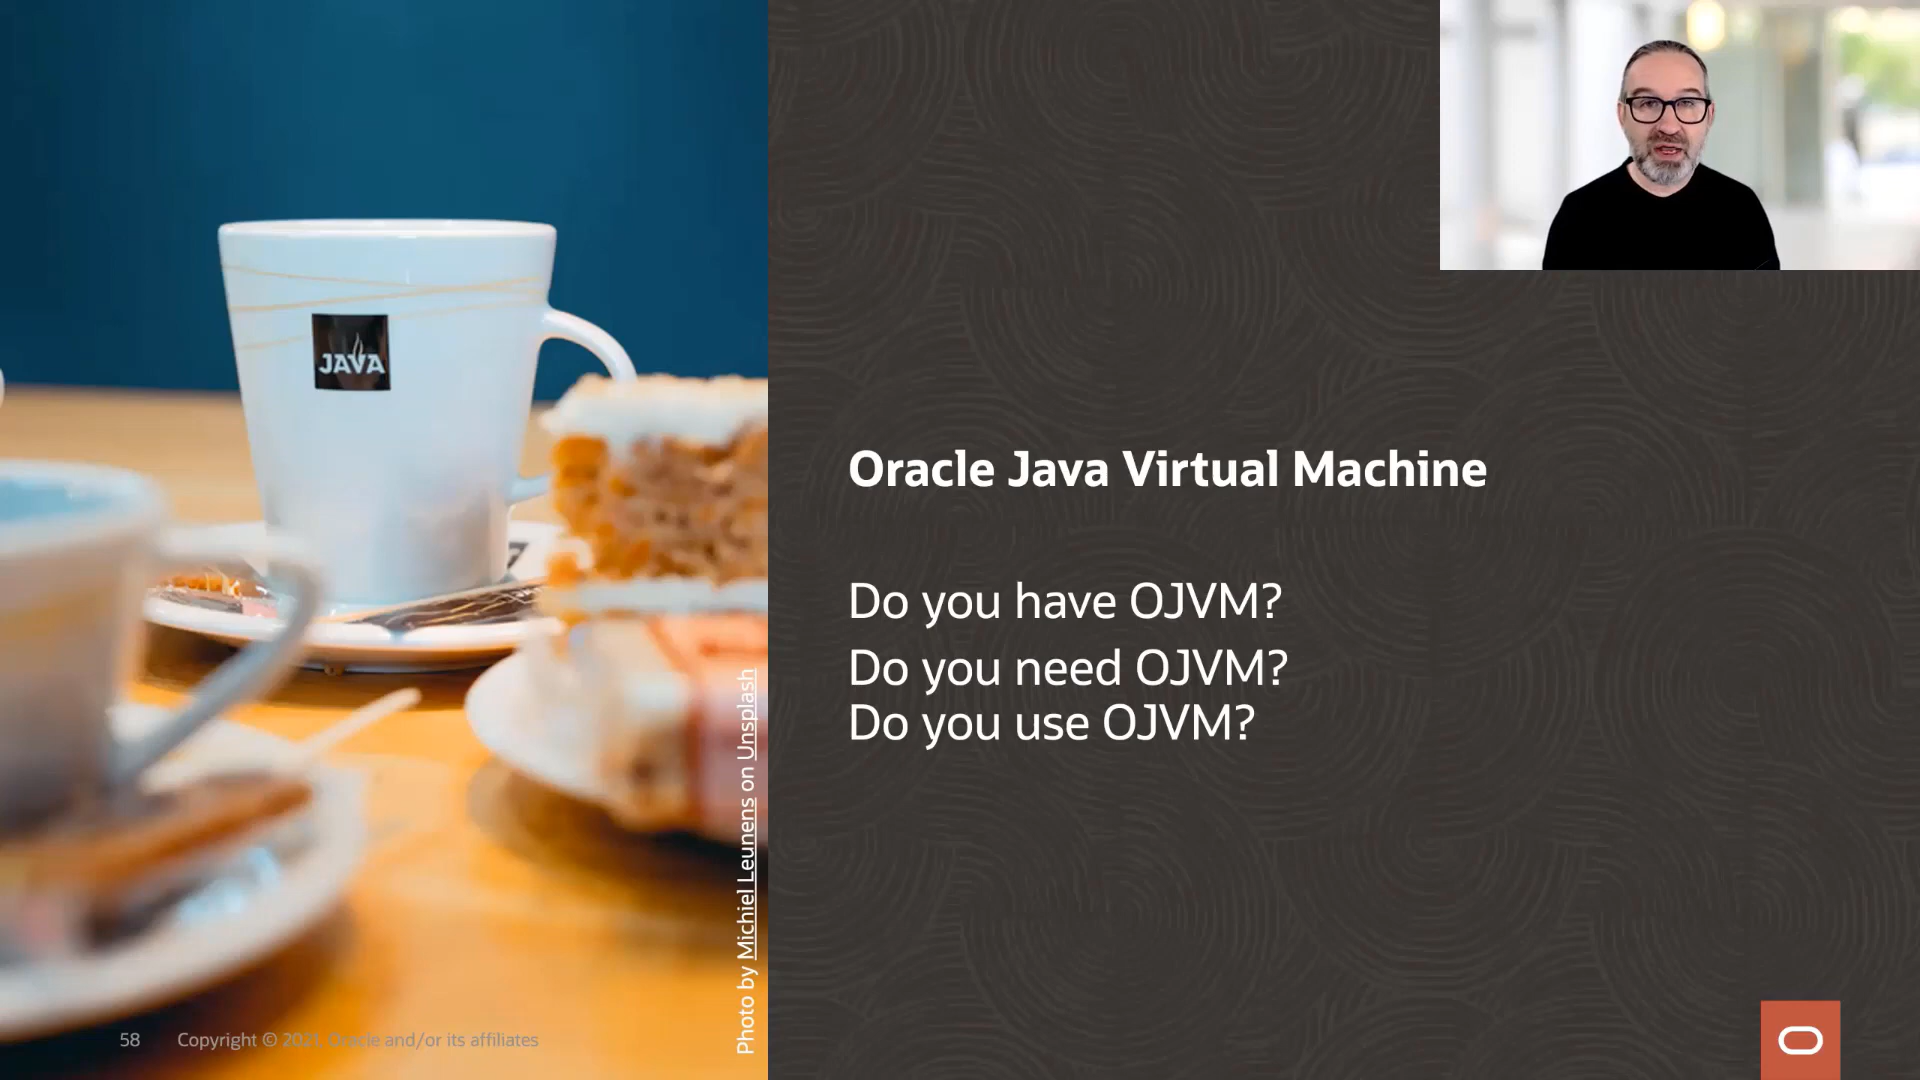 JAVA
Oracle Java Virtual Machine
Do you have OJVM?
Do you need OJVM?
Do you use OJVM?
Photo by Michiel Leunens on Unsplash
58 Copyright © 2021, Oracle and/or its affiliates